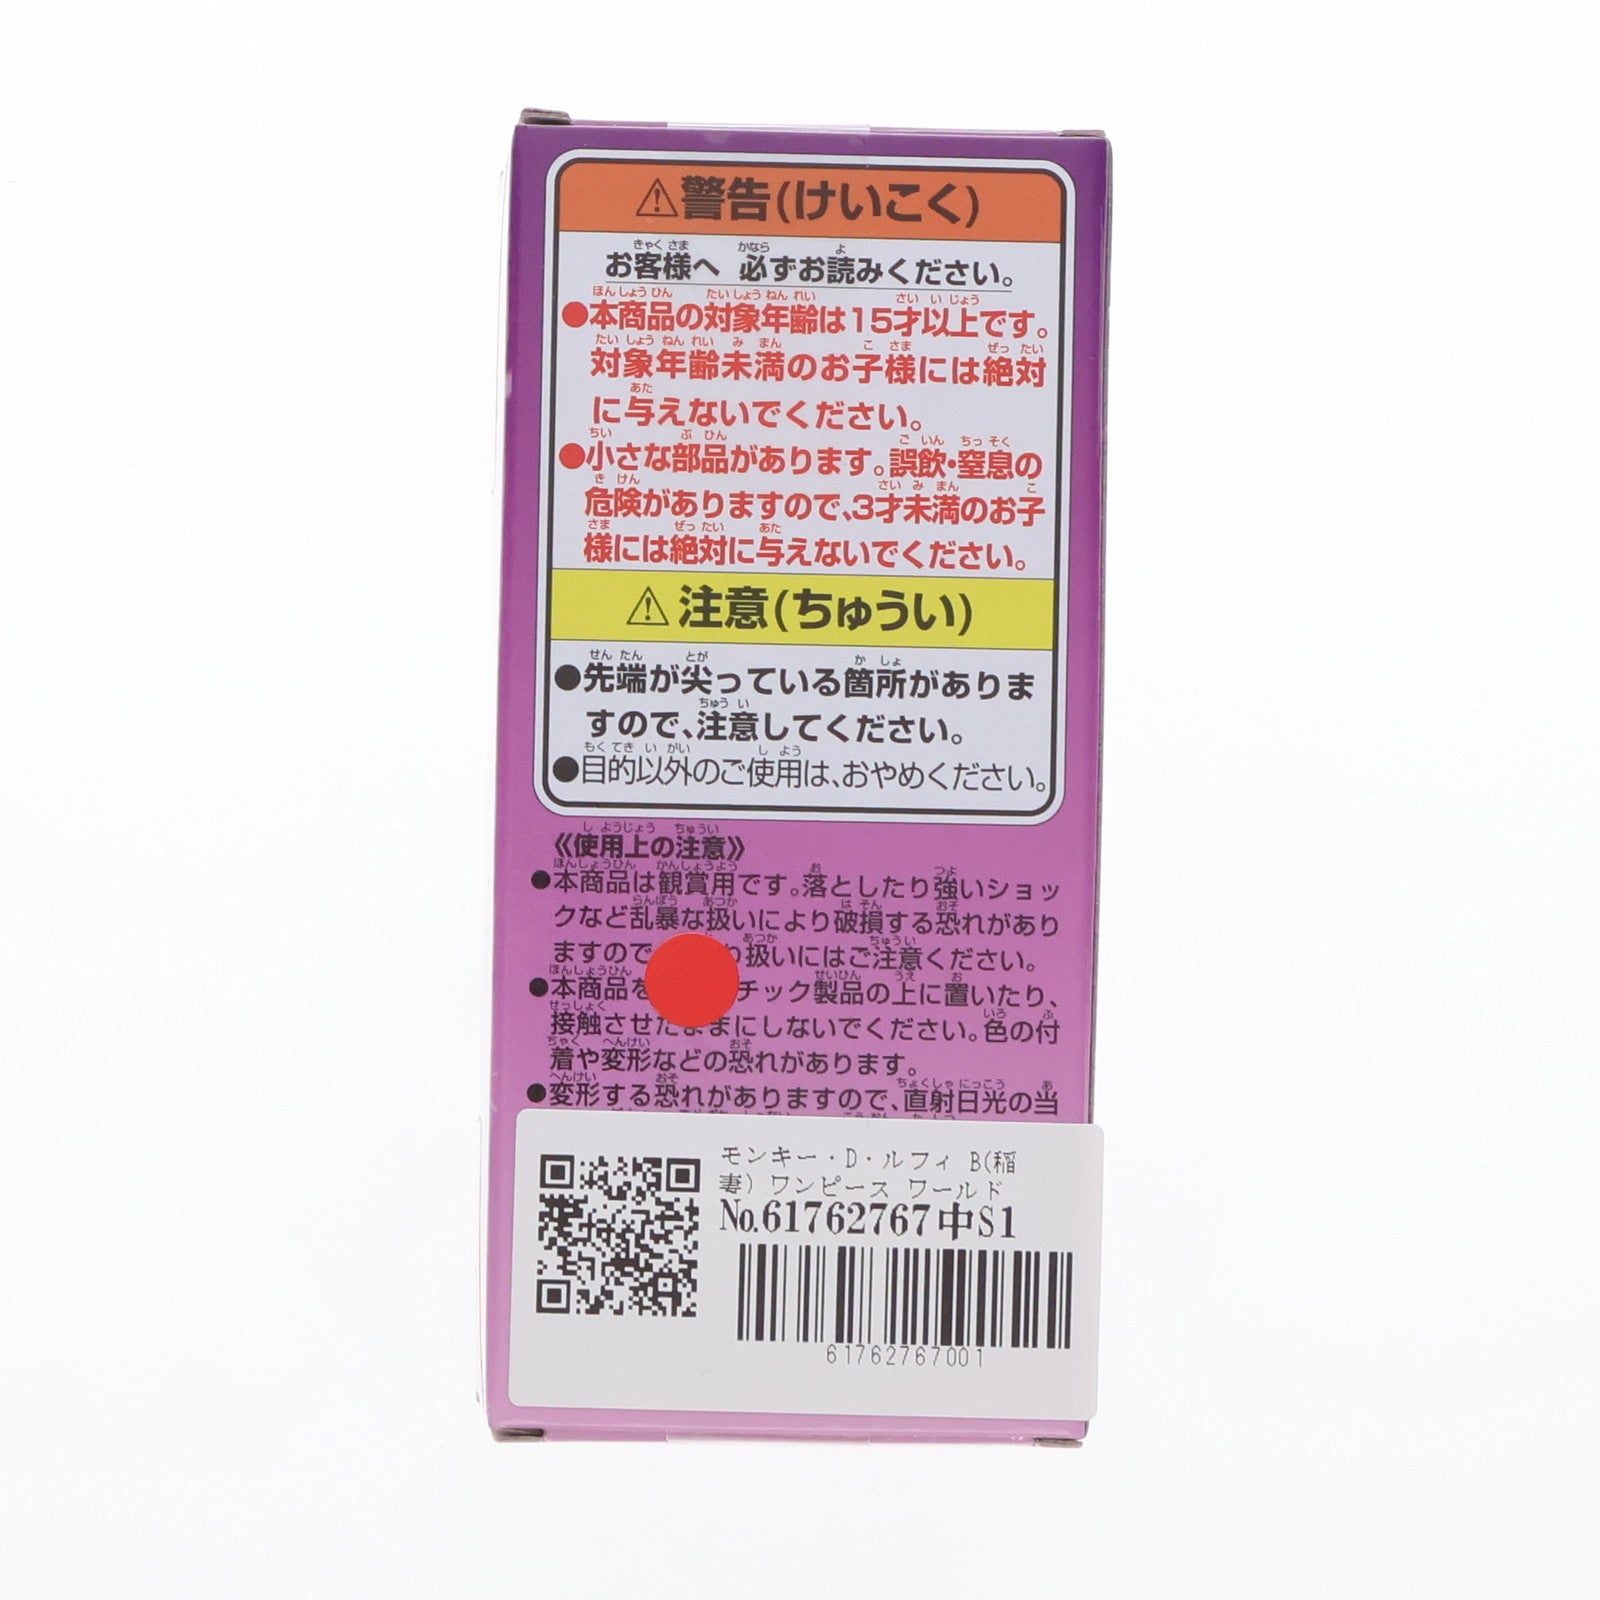 ⚠警告(けいこく)
お客様へ 必ずお読みください。
●本商品の対象年齢は15才以上です。
対象年齢未満のお子様には絶対
に与えないでください。
●小さな部品があります。誤飲・窒息の
危険がありますので、3才未満のお子
様には絶対に与えないでください。
⚠注意(ちゅうい)
●先端が尖っている箇所がありま
すので、注意してください。
●目的以外のご使用は、おやめください。
《使用上の注意》
●本商品は観賞用です。落としたり強いショッ
クなど乱暴な扱いにより破損する恐れがあり
ますので 扱いにはご注意ください。
●本商品を チック製品の上に置いたり、
接触させたままにしないでください。色の付
着や変形などの恐れがあります。
●変形する恐れがありますので、直射日光の当
モンキー・D・ルフィ B(稲
妻) ワンピース ワールド
No.61762767中S1
61762767001